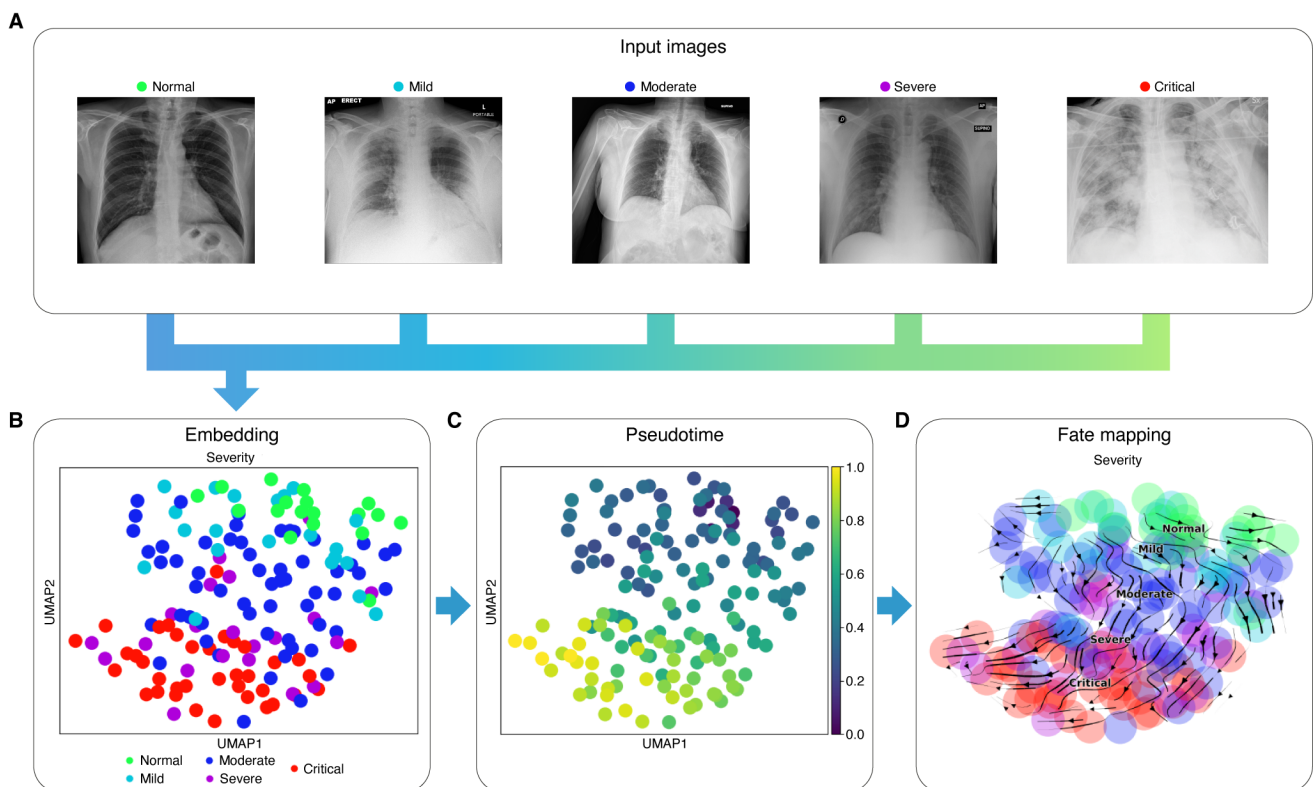 A
Input images
Normal
Mild
Moderate
Severe
Critical
AP ERECT
L
PORTABLE
AP
SUPINO
B
Embedding
Severity
UMAP2
UMAP1
Normal
Mild
Moderate
Severe
Critical
C
Pseudotime
UMAP2
UMAP1
1.0
0.8
0.6
0.4
0.2
0.0
D
Fate mapping
Severity
Normal
Mild
Moderate
Severe
Critical